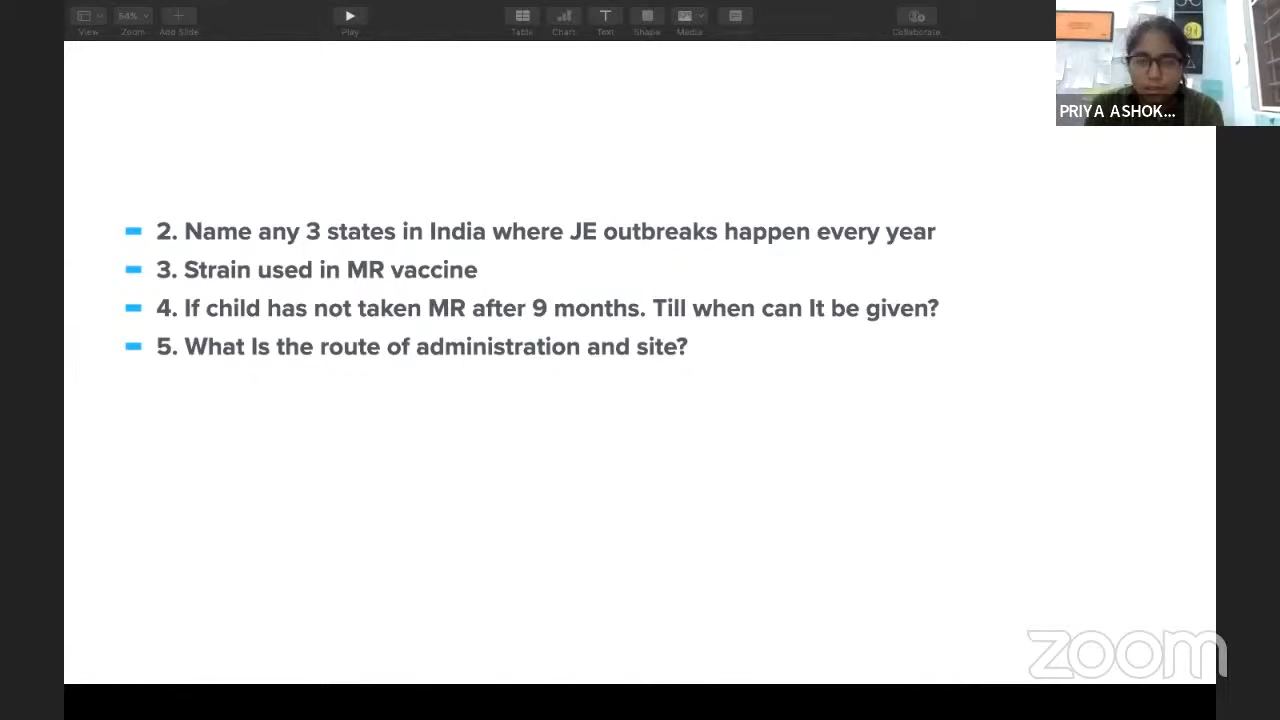 View
54%
Zoom
Add Slide
Play
Table
Chart
Text
Shape
Media
Collaborate
PRIYA ASHOK...
2. Name any 3 states in India where JE outbreaks happen every year
3. Strain used in MR vaccine
4. If child has not taken MR after 9 months. Till when can It be given?
5. What Is the route of administration and site?
zoom